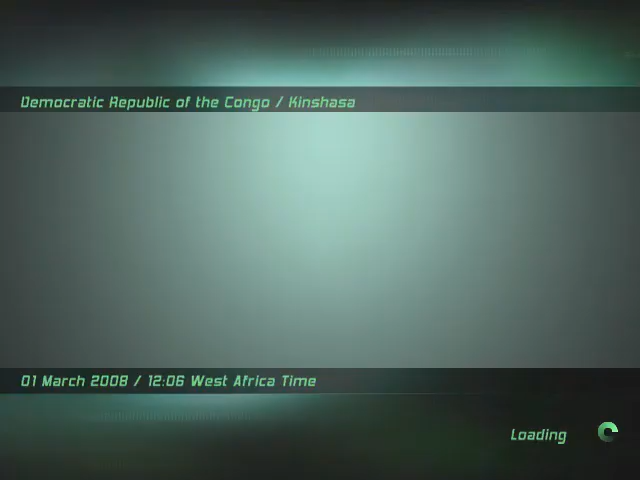 Democratic Republic of the Congo / Kinshasa
01 March 2008 / 12:06 West Africa Time
Loading